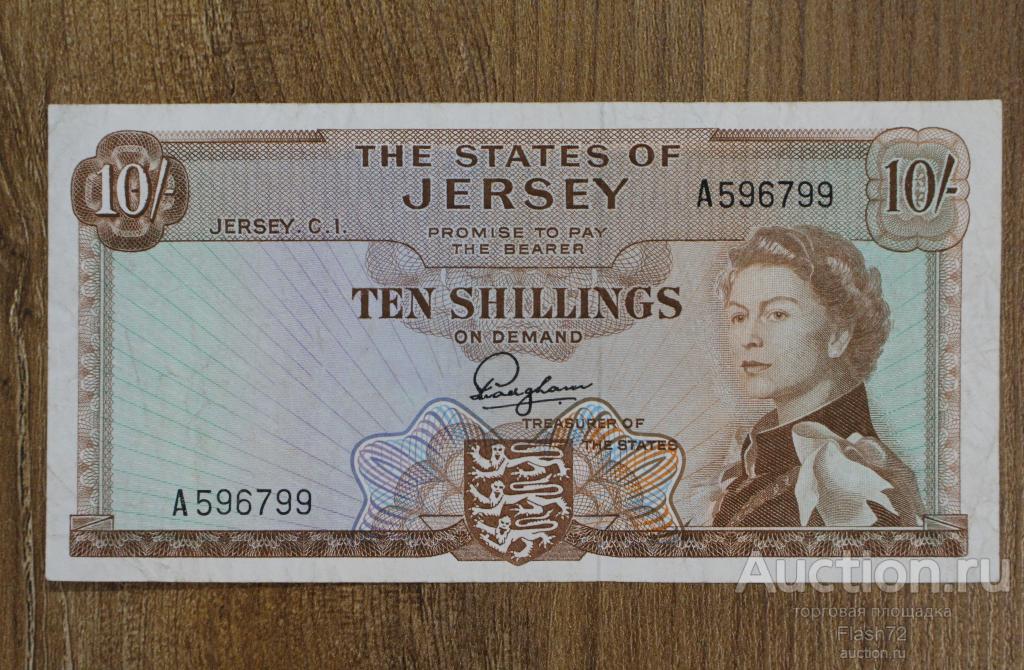 10/-
THE STATES OF
JERSEY
A596799
10/-
JERSEY. C.I.
PROMISE TO PAY
THE BEARER
TEN SHILLINGS
ON DEMAND
TREASURER OF
THE STATES
A596799
Auction.ru
торговая площадка
Flash72
auction.ru